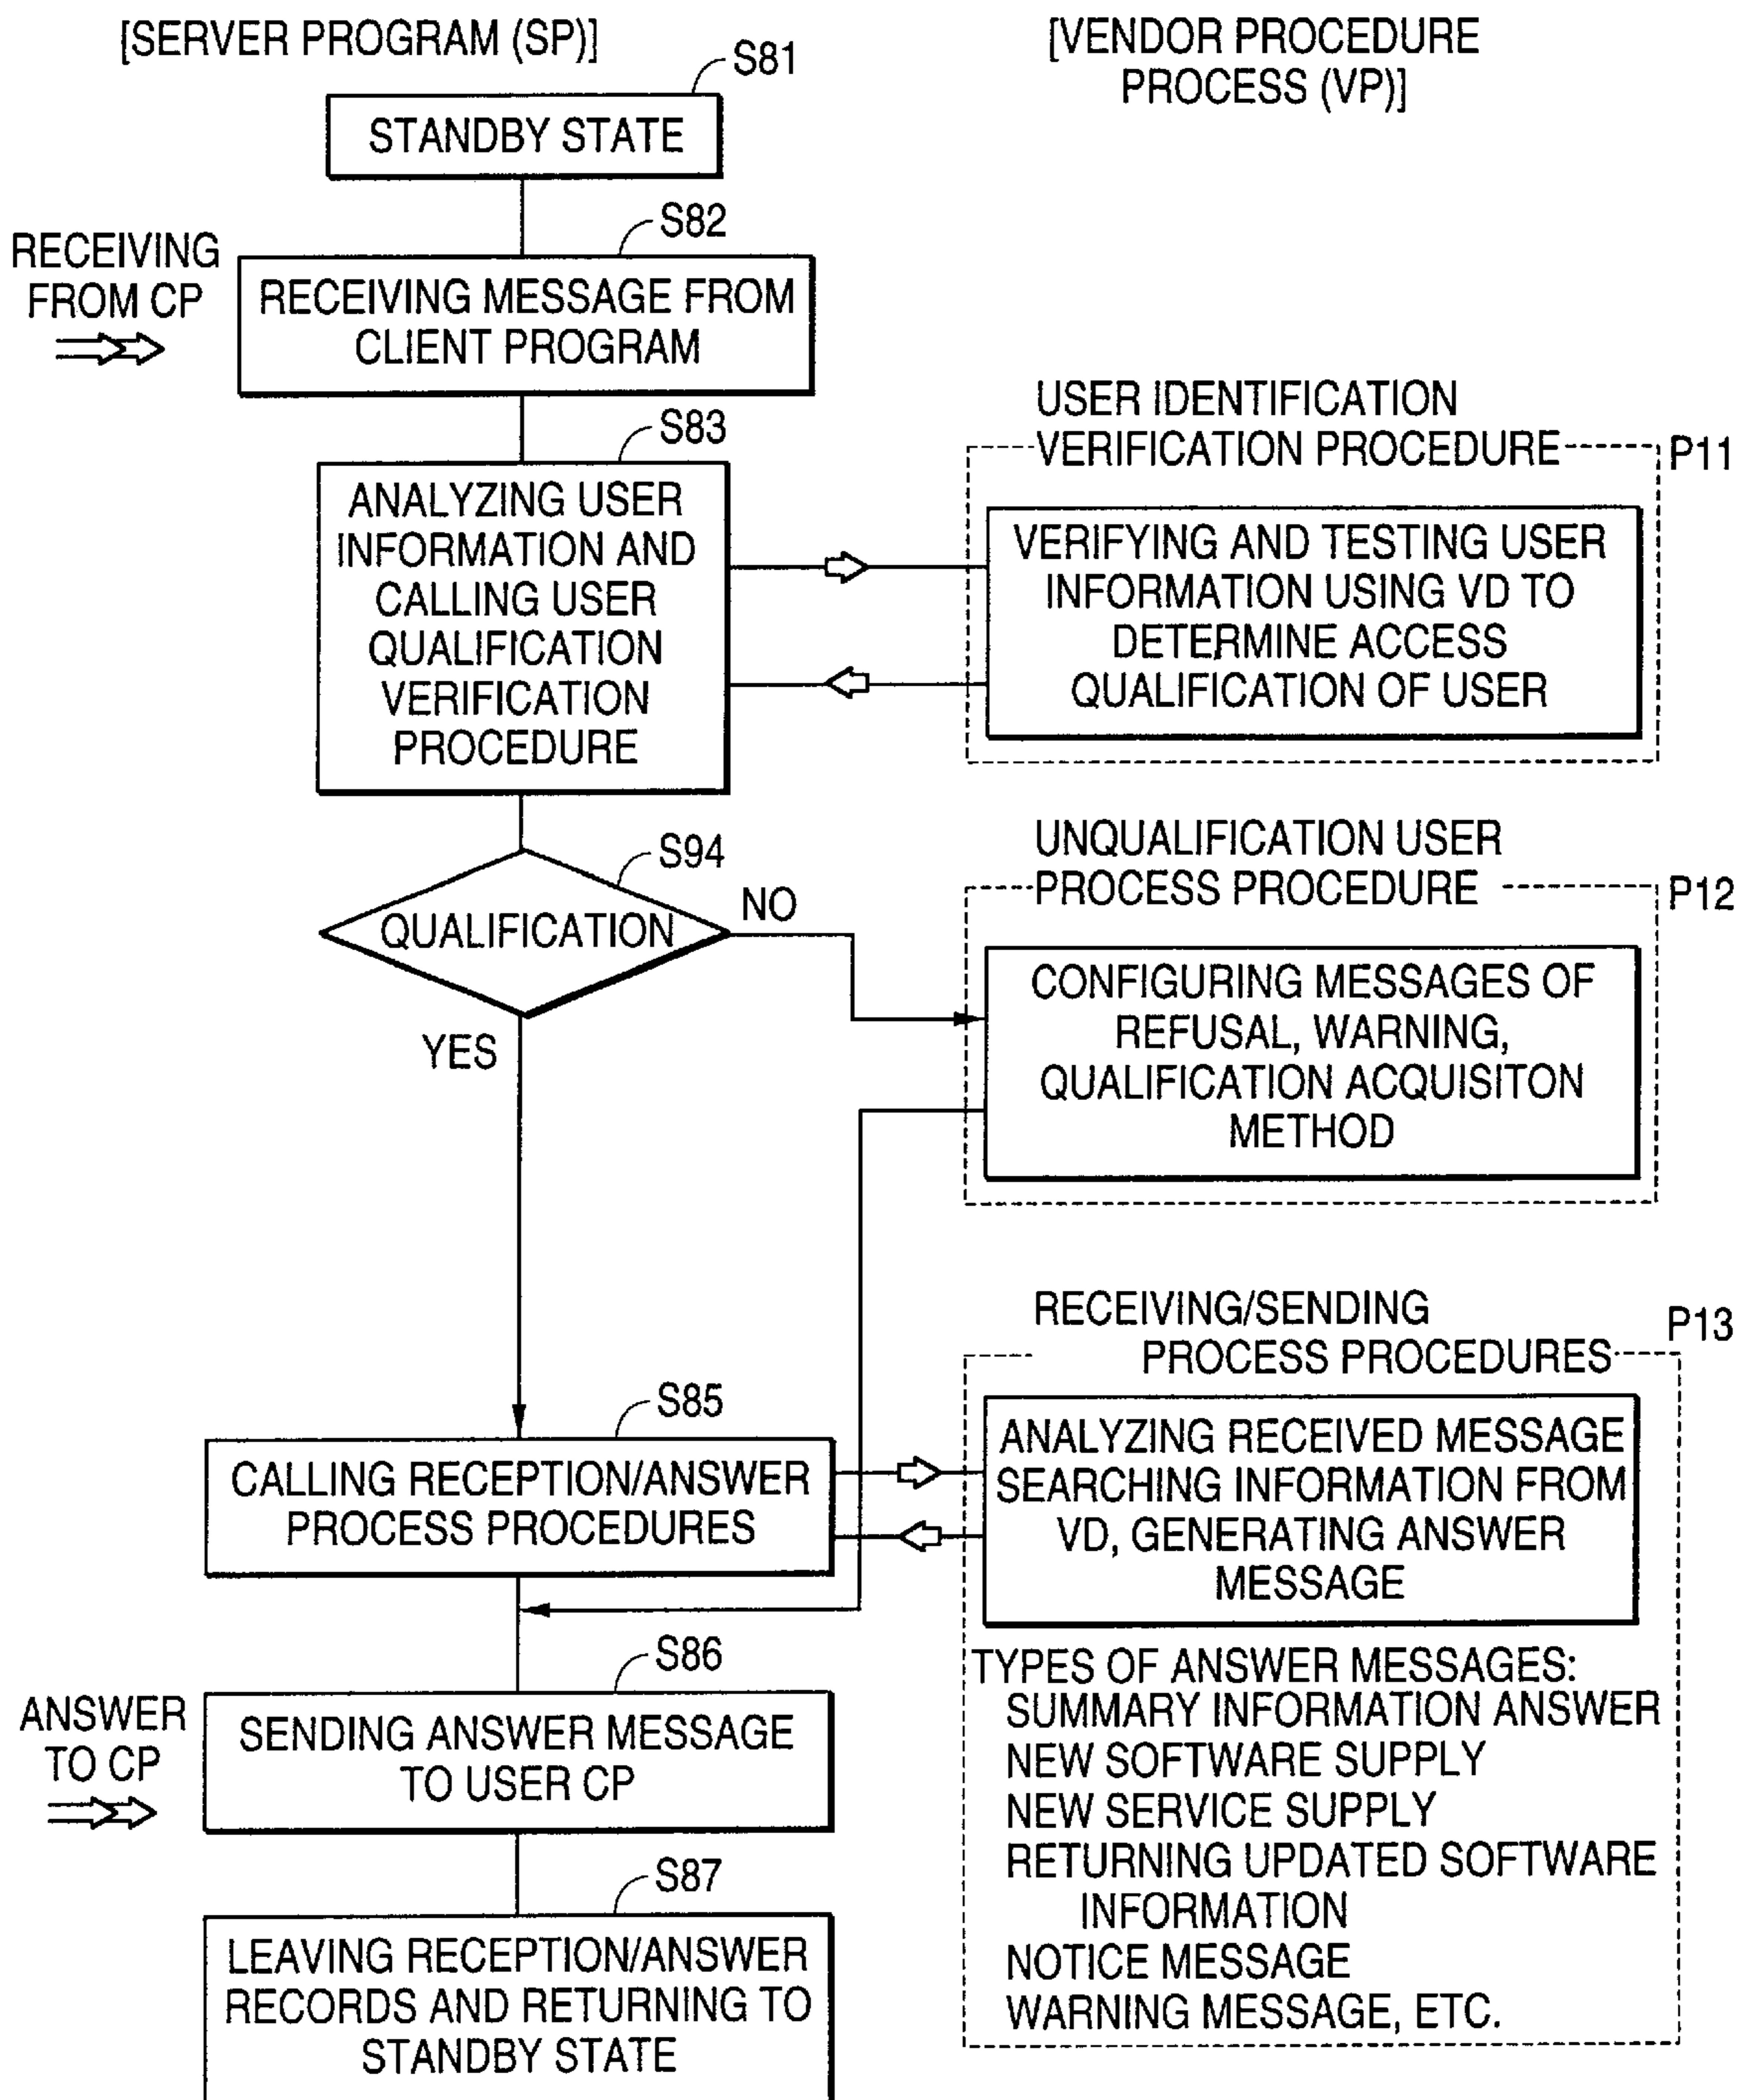 [SERVER PROGRAM (SP)]
[VENDOR PROCEDURE
PROCESS (VP)]
S81
STANDBY STATE
S82
RECEIVING
FROM CP
RECEIVING MESSAGE FROM
CLIENT PROGRAM
S83
ANALYZING USER
INFORMATION AND
CALLING USER
QUALIFICATION
VERIFICATION
PROCEDURE
USER IDENTIFICATION
VERIFICATION PROCEDURE
P11
VERIFYING AND TESTING USER
INFORMATION USING VD TO
DETERMINE ACCESS
QUALIFICATION OF USER
S94
QUALIFICATION
NO
YES
UNQUALIFICATION USER
PROCESS PROCEDURE
P12
CONFIGURING MESSAGES OF
REFUSAL, WARNING,
QUALIFICATION ACQUISITON
METHOD
RECEIVING/SENDING
PROCESS PROCEDURES
P13
S85
CALLING RECEPTION/ANSWER
PROCESS PROCEDURES
ANALYZING RECEIVED MESSAGE
SEARCHING INFORMATION FROM
VD, GENERATING ANSWER
MESSAGE
TYPES OF ANSWER MESSAGES:
SUMMARY INFORMATION ANSWER
NEW SOFTWARE SUPPLY
NEW SERVICE SUPPLY
RETURNING UPDATED SOFTWARE
INFORMATION
NOTICE MESSAGE
WARNING MESSAGE, ETC.
S86
ANSWER
TO CP
SENDING ANSWER MESSAGE
TO USER CP
S87
LEAVING RECEPTION/ANSWER
RECORDS AND RETURNING TO
STANDBY STATE